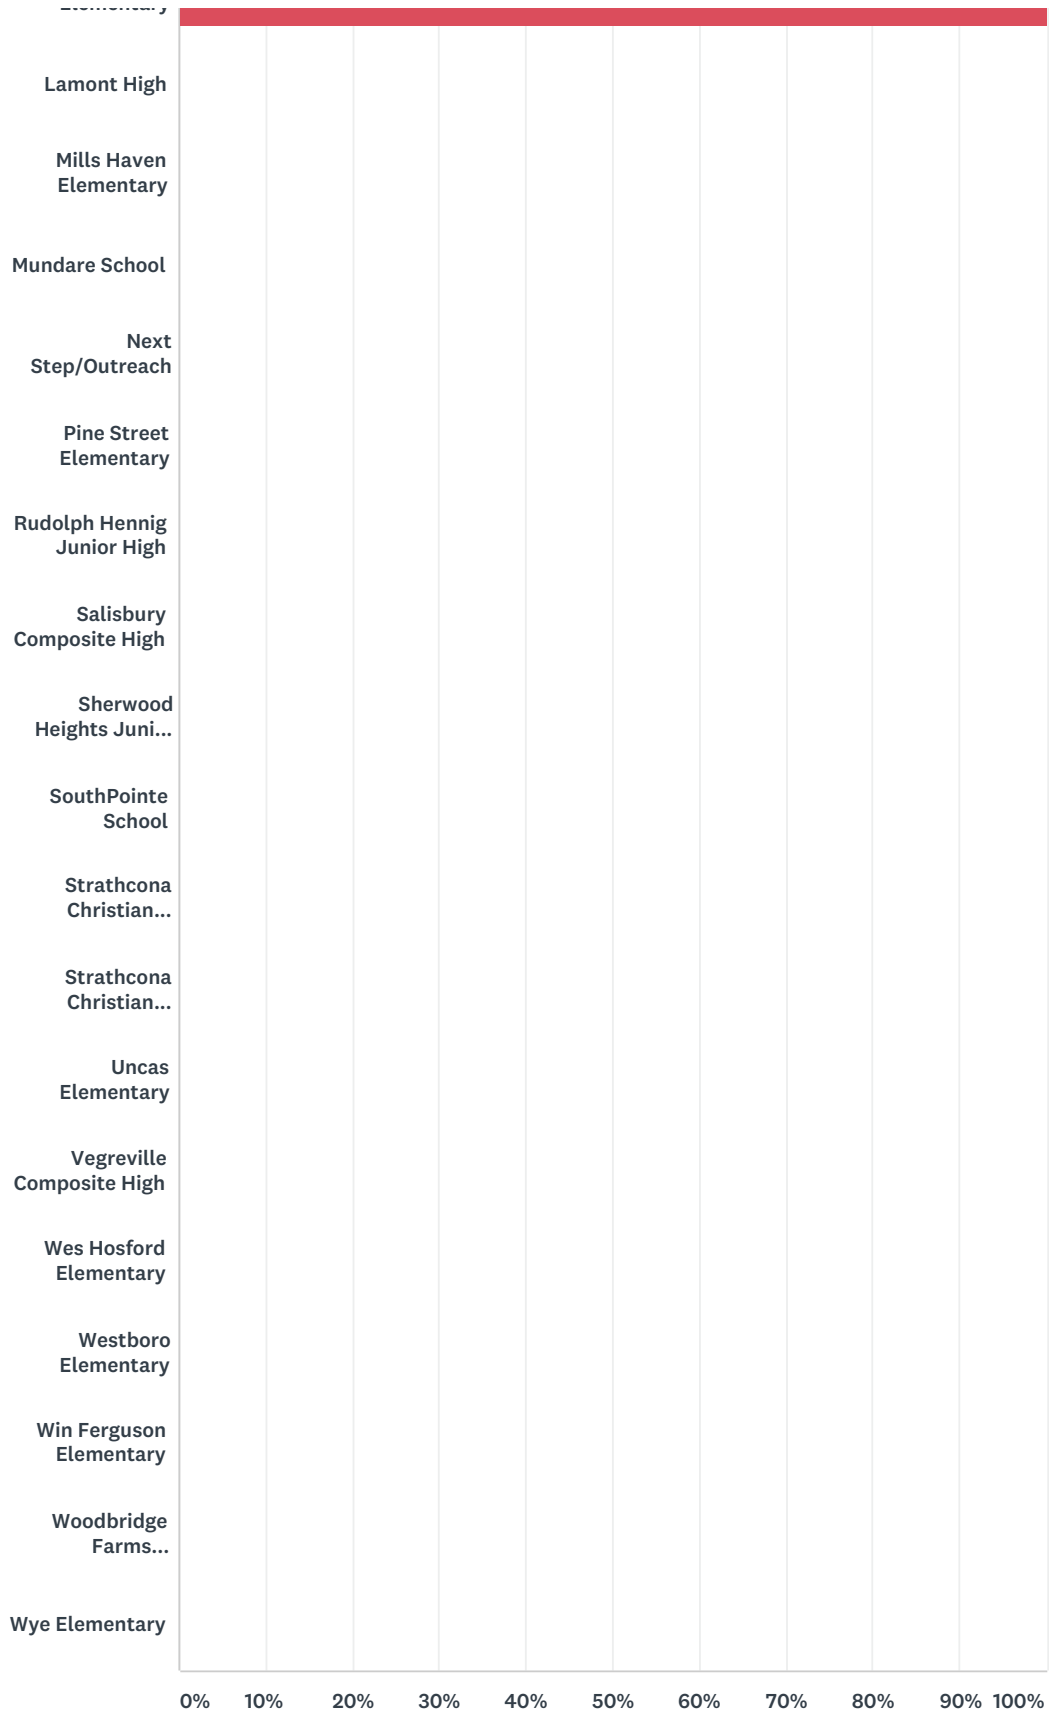 Elementary
Lamont High
Mills Haven
Elementary
Mundare School
Next
Step/Outreach
Pine Street
Elementary
Rudolph Hennig
Junior High
Salisbury
Composite High
Sherwood
Heights Juni...
SouthPointe
School
Strathcona
Christian...
Strathcona
Christian...
Uncas
Elementary
Vegreville
Composite High
Wes Hosford
Elementary
Westboro
Elementary
Win Ferguson
Elementary
Woodbridge
Farms...
Wye Elementary
0% 10% 20% 30% 40% 50% 60% 70% 80% 90% 100%